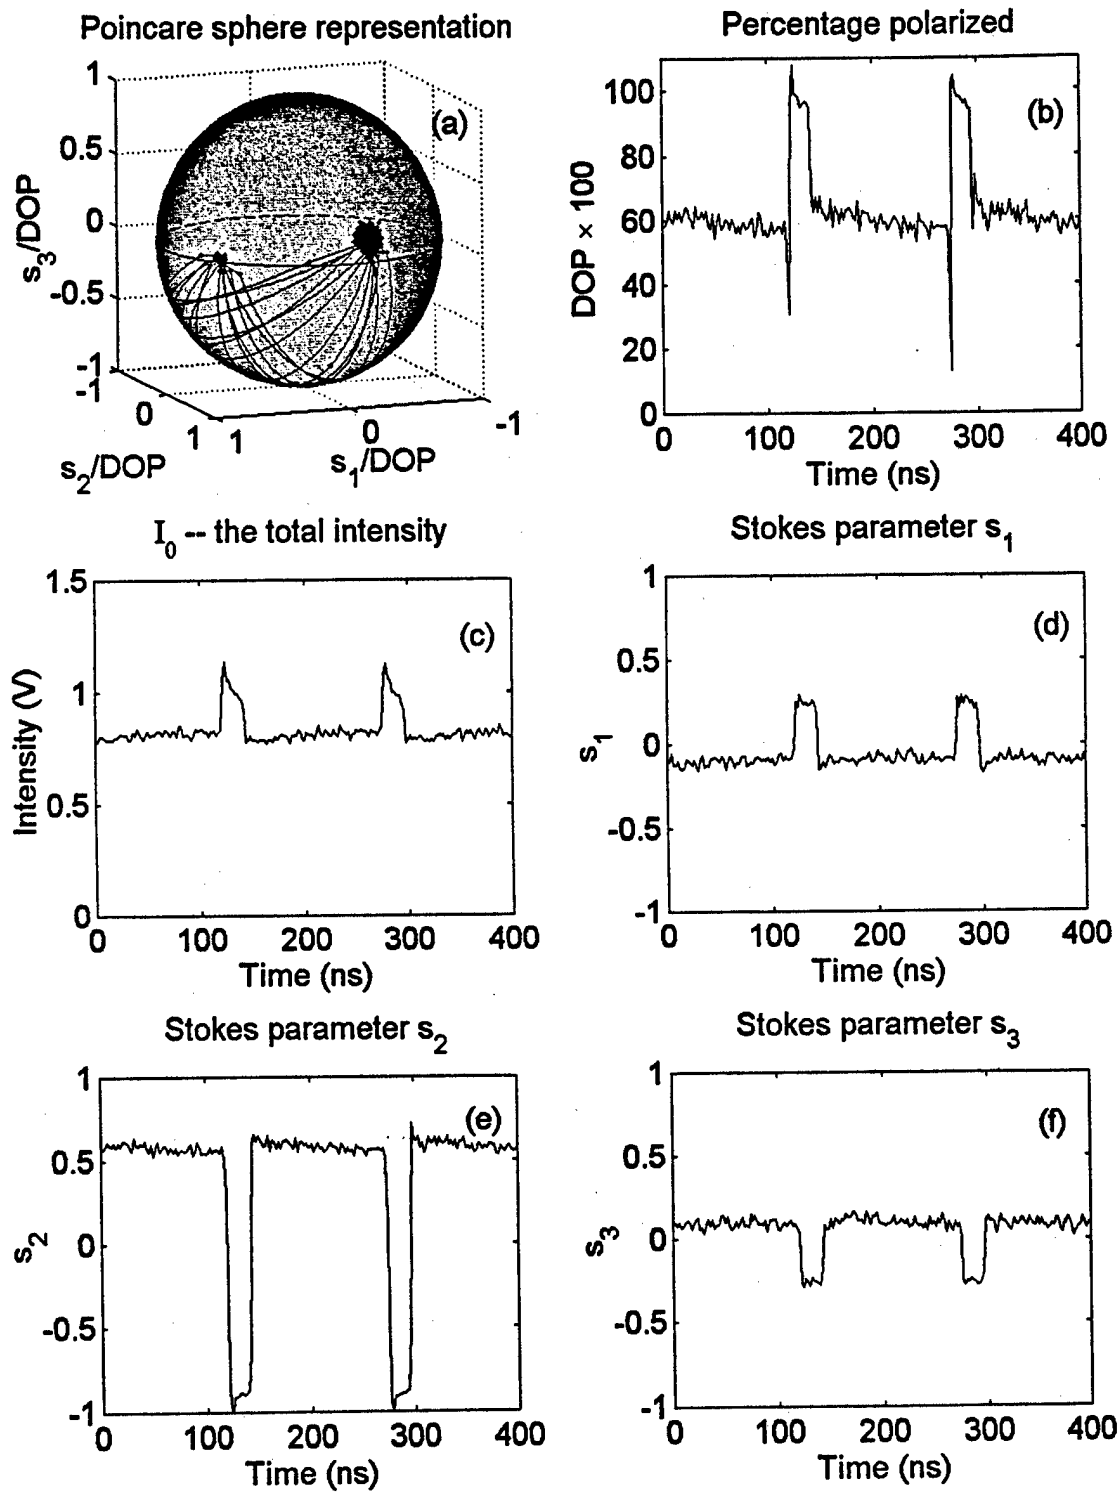 Poincare sphere representation
(a)
1
0.5
0
-0.5
-1
s3/DOP
-1
0
1
s2/DOP
1
0
-1
s1/DOP
Percentage polarized
(b)
100
80
60
40
20
0
DOP × 100
0 100 200 300 400
Time (ns)
I0 -- the total intensity
(c)
1.5
1
0.5
0
Intensity (V)
0 100 200 300 400
Time (ns)
Stokes parameter s1
(d)
1
0.5
0
-0.5
-1
s1
0 100 200 300 400
Time (ns)
Stokes parameter s2
(e)
1
0.5
0
-0.5
-1
s2
0 100 200 300 400
Time (ns)
Stokes parameter s3
(f)
1
0.5
0
-0.5
-1
s3
0 100 200 300 400
Time (ns)